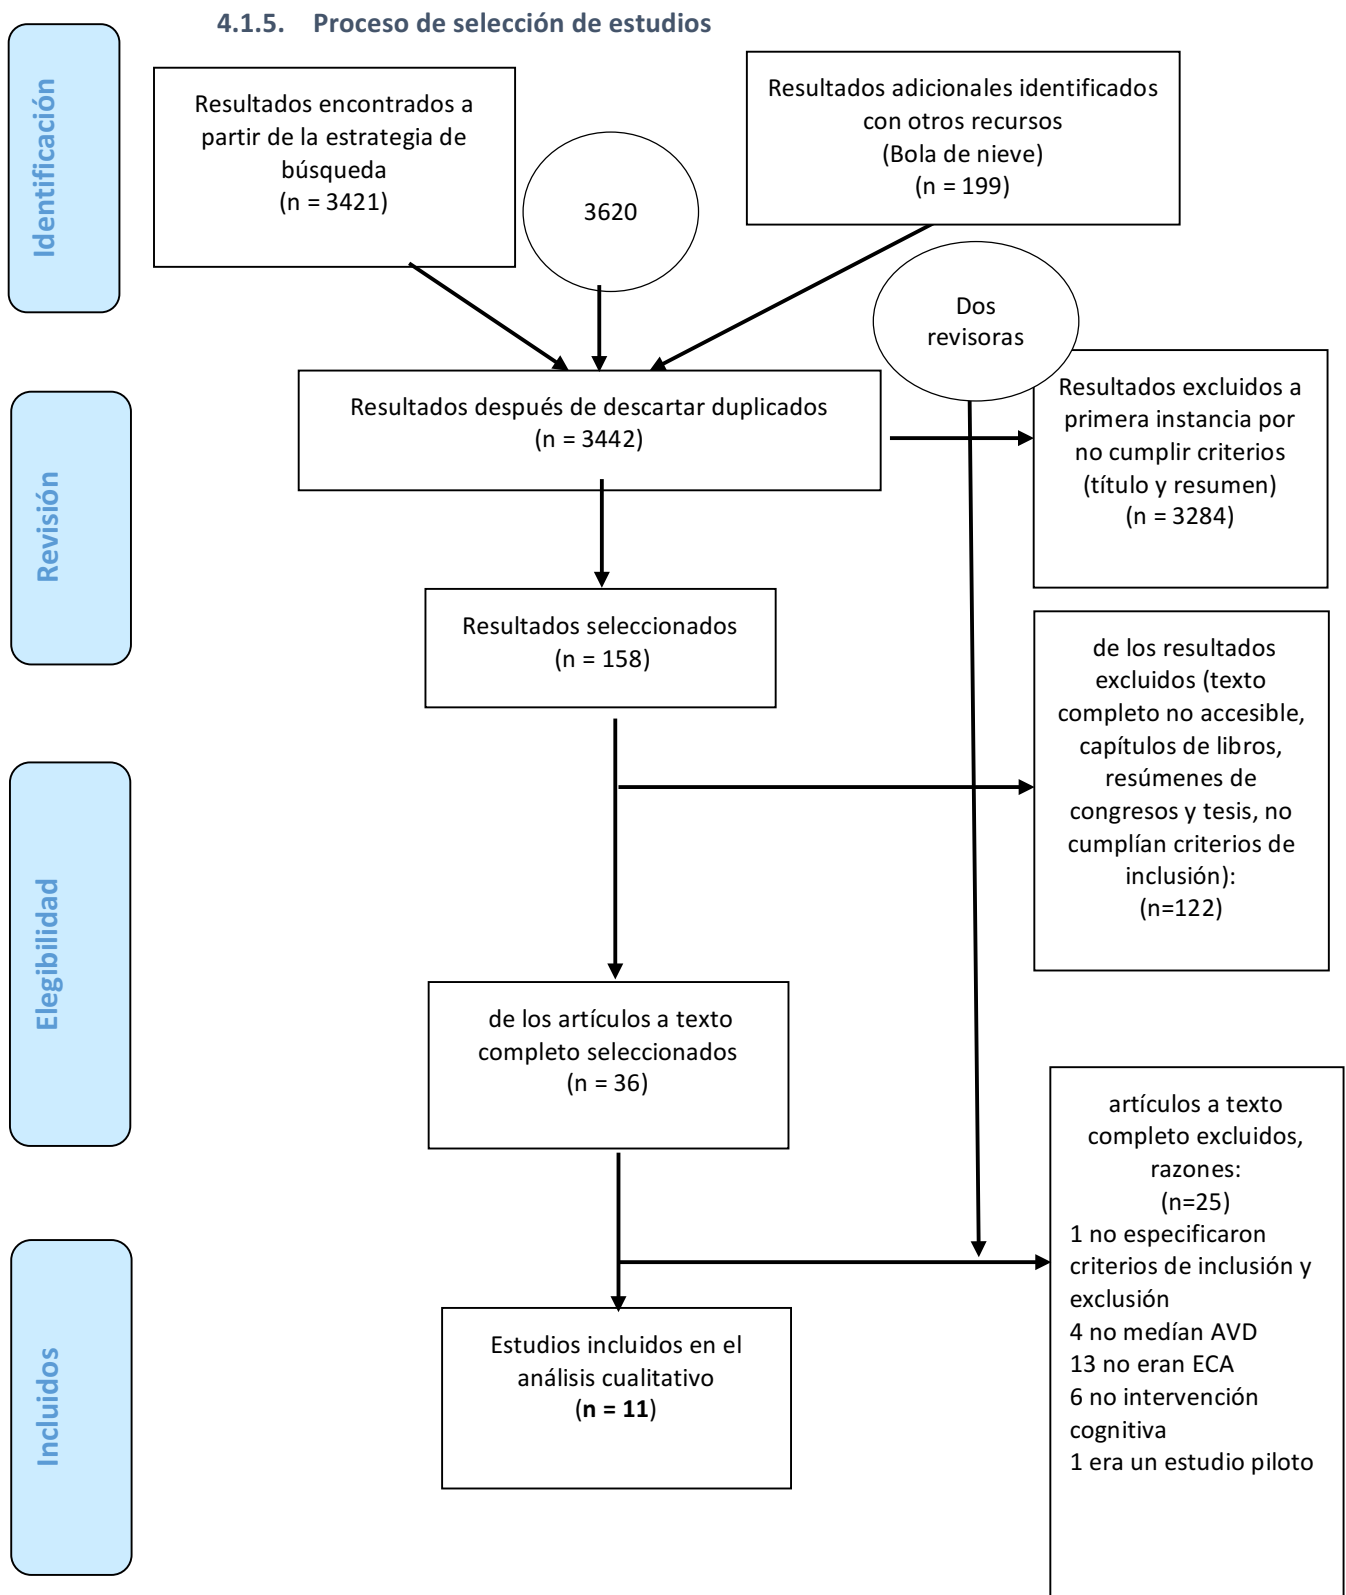 4.1.5. Proceso de selección de estudios
Identificación
Resultados encontrados a
partir de la estrategia de
búsqueda
(n = 3421)
3620
Resultados adicionales identificados
con otros recursos
(Bola de nieve)
(n = 199)
Dos
revisoras
Revisión
Resultados después de descartar duplicados
(n = 3442)
Resultados excluidos a
primera instancia por
no cumplir criterios
(título y resumen)
(n = 3284)
Resultados seleccionados
(n = 158)
de los resultados
excluidos (texto
completo no accesible,
capítulos de libros,
resúmenes de
congresos y tesis, no
cumplían criterios de
inclusión):
(n=122)
Elegibilidad
de los artículos a texto
completo seleccionados
(n = 36)
artículos a texto
completo excluidos,
razones:
(n=25)
1 no especificaron
criterios de inclusión y
exclusión
4 no medían AVD
13 no eran ECA
6 no intervención
cognitiva
1 era un estudio piloto
Incluidos
Estudios incluidos en el
análisis cualitativo
(n = 11)